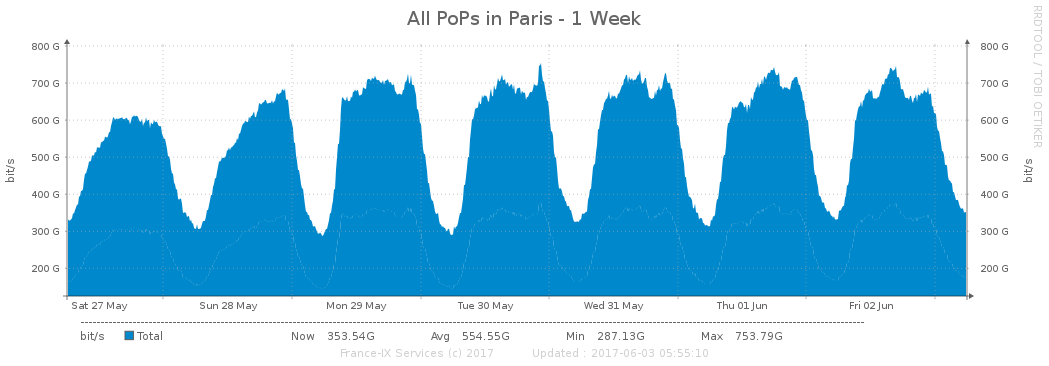 All PoPs in Paris - 1 Week
RRDTOOL / TOBI OETIKER
bit/s
800 G 800 G
700 G 700 G
600 G 600 G
500 G 500 G
400 G 400 G
300 G 300 G
200 G 200 G
bit/s
Sat 27 May Sun 28 May Mon 29 May Tue 30 May Wed 31 May Thu 01 Jun Fri 02 Jun
bit/s Total Now 353.54G Avg 554.55G Min 287.13G Max 753.79G
France-IX Services (c) 2017 Updated : 2017-06-03 05:55:10